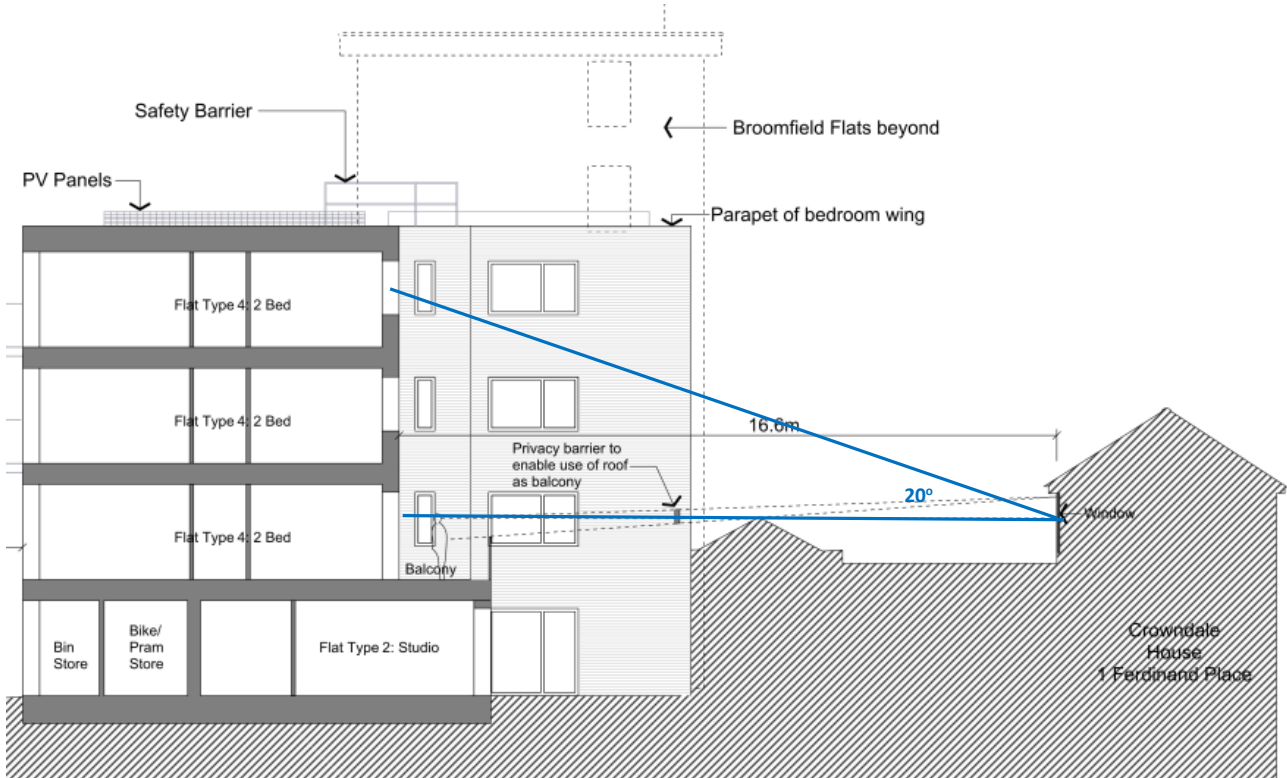 Safety Barrier
Broomfield Flats beyond
PV Panels
Parapet of bedroom wing
Flat Type 4: 2 Bed
Flat Type 4: 2 Bed
16.6m
Privacy barrier to
enable use of roof
as balcony
20°
Window
Flat Type 4: 2 Bed
Balcony
Bin
Store
Bike/
Pram
Store
Flat Type 2: Studio
Crowndale
House
1 Ferdinand Place